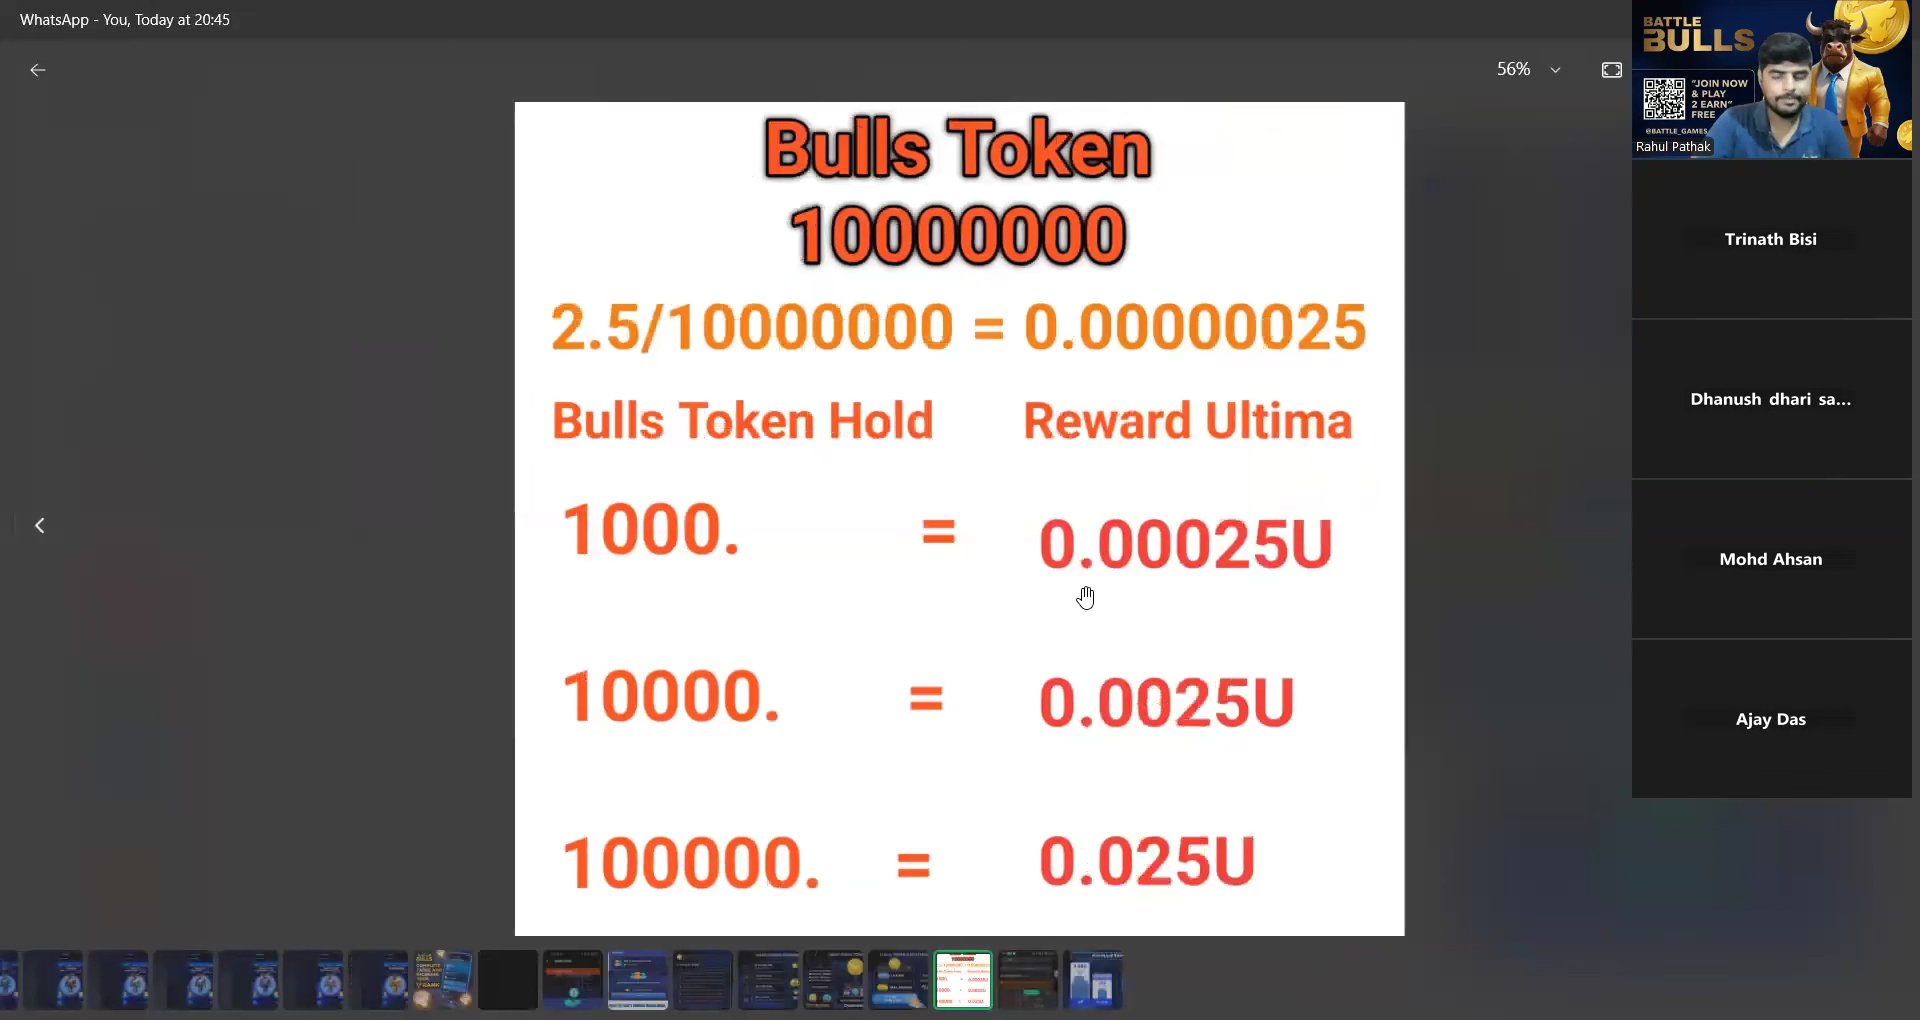 WhatsApp - You, Today at 20:45
56%
Bulls Token
10000000
2.5/10000000 = 0.00000025
Bulls Token Hold Reward Ultima
1000. = 0.00025U
10000. = 0.0025U
100000. = 0.025U
BATTLE
BULLS
"JOIN NOW
& PLAY
2 EARN"
FREE
@BATTLE_GAMES
Rahul Pathak
Trinath Bisi
Dhanush dhari sa...
Mohd Ahsan
Ajay Das